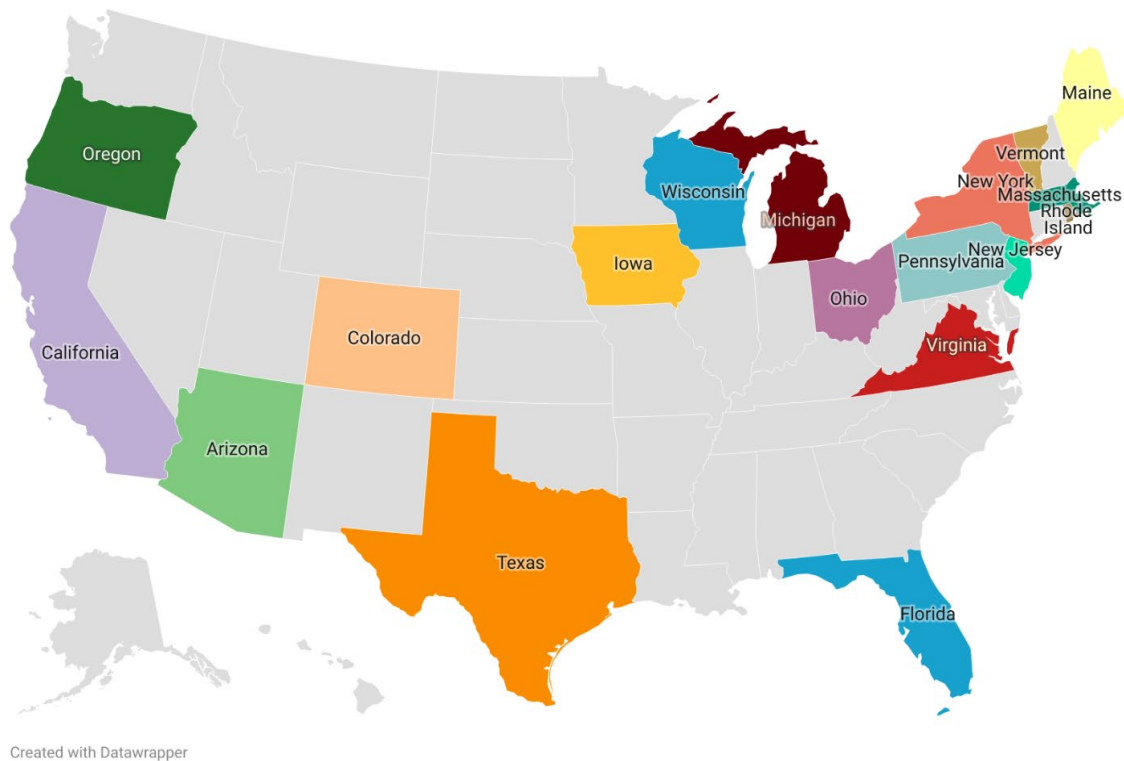 Maine
Oregon
Vermont
New York
Wisconsin
Massachusetts
Michigan
Rhode
Island
New Jersey
Pennsylvania
Iowa
Ohio
Colorado
Virginia
California
Arizona
Texas
Florida
Created with Datawrapper